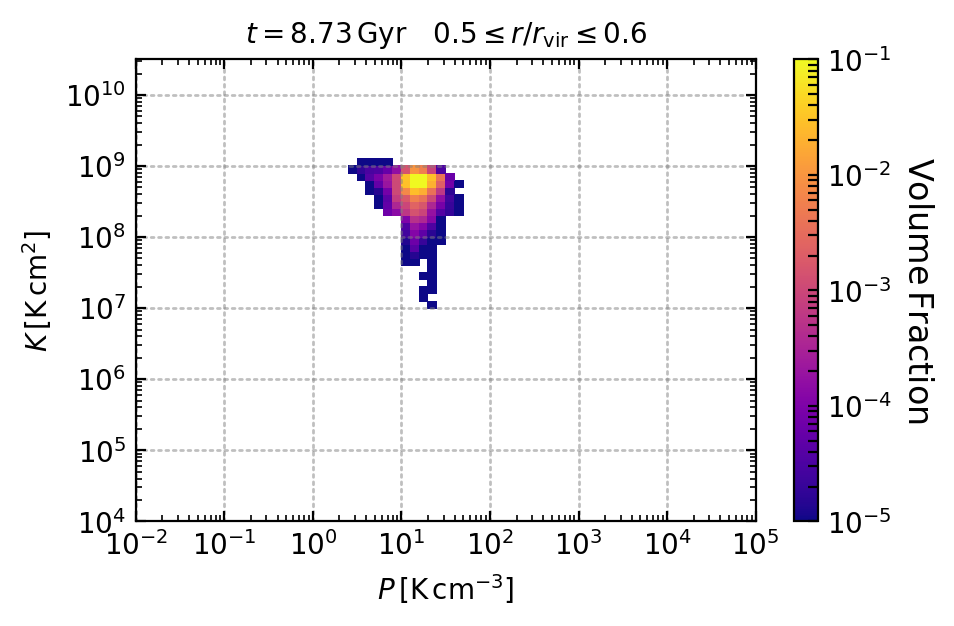 t = 8.73 Gyr 0.5 ≤ r/r_vir ≤ 0.6
10^10
10^9
10^8
10^7
10^6
10^5
10^4
K [K cm^2]
10^−2 10^−1 10^0 10^1 10^2 10^3 10^4 10^5
P [K cm^−3]
10^−1
10^−2
10^−3
10^−4
10^−5
Volume Fraction